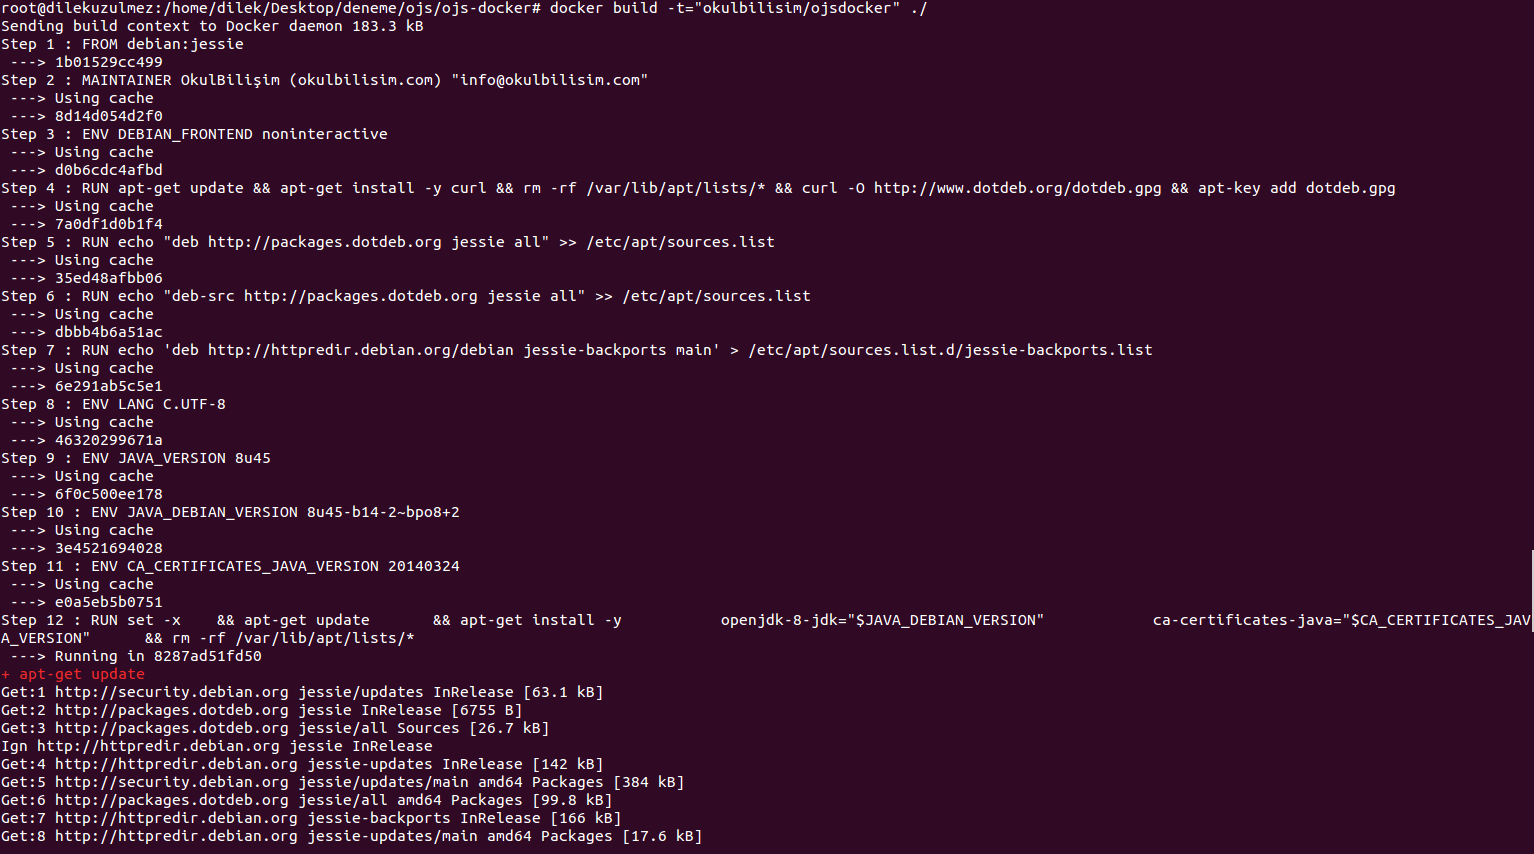 root@dilekuzulmez:/home/dilek/Desktop/deneme/ojs/ojs-docker# docker build -t="okulbilisim/ojsdocker" ./
Sending build context to Docker daemon 183.3 kB
Step 1 : FROM debian:jessie
 ---> 1b01529cc499
Step 2 : MAINTAINER OkulBilişim (okulbilisim.com) "info@okulbilisim.com"
 ---> Using cache
 ---> 8d14d054d2f0
Step 3 : ENV DEBIAN_FRONTEND noninteractive
 ---> Using cache
 ---> d0b6cdc4afbd
Step 4 : RUN apt-get update && apt-get install -y curl && rm -rf /var/lib/apt/lists/* && curl -O http://www.dotdeb.org/dotdeb.gpg && apt-key add dotdeb.gpg
 ---> Using cache
 ---> 7a0df1d0b1f4
Step 5 : RUN echo "deb http://packages.dotdeb.org jessie all" >> /etc/apt/sources.list
 ---> Using cache
 ---> 35ed48afbb06
Step 6 : RUN echo "deb-src http://packages.dotdeb.org jessie all" >> /etc/apt/sources.list
 ---> Using cache
 ---> dbbb4b6a51ac
Step 7 : RUN echo 'deb http://httpredir.debian.org/debian jessie-backports main' > /etc/apt/sources.list.d/jessie-backports.list
 ---> Using cache
 ---> 6e291ab5c5e1
Step 8 : ENV LANG C.UTF-8
 ---> Using cache
 ---> 46320299671a
Step 9 : ENV JAVA_VERSION 8u45
 ---> Using cache
 ---> 6f0c500ee178
Step 10 : ENV JAVA_DEBIAN_VERSION 8u45-b14-2~bpo8+2
 ---> Using cache
 ---> 3e4521694028
Step 11 : ENV CA_CERTIFICATES_JAVA_VERSION 20140324
 ---> Using cache
 ---> e0a5eb5b0751
Step 12 : RUN set -x    && apt-get update       && apt-get install -y           openjdk-8-jdk="$JAVA_DEBIAN_VERSION"            ca-certificates-java="$CA_CERTIFICATES_JAV
A_VERSION"      && rm -rf /var/lib/apt/lists/*
 ---> Running in 8287ad51fd50
+ apt-get update
Get:1 http://security.debian.org jessie/updates InRelease [63.1 kB]
Get:2 http://packages.dotdeb.org jessie InRelease [6755 B]
Get:3 http://packages.dotdeb.org jessie/all Sources [26.7 kB]
Ign http://httpredir.debian.org jessie InRelease
Get:4 http://httpredir.debian.org jessie-updates InRelease [142 kB]
Get:5 http://security.debian.org jessie/updates/main amd64 Packages [384 kB]
Get:6 http://packages.dotdeb.org jessie/all amd64 Packages [99.8 kB]
Get:7 http://httpredir.debian.org jessie-backports InRelease [166 kB]
Get:8 http://httpredir.debian.org jessie-updates/main amd64 Packages [17.6 kB]